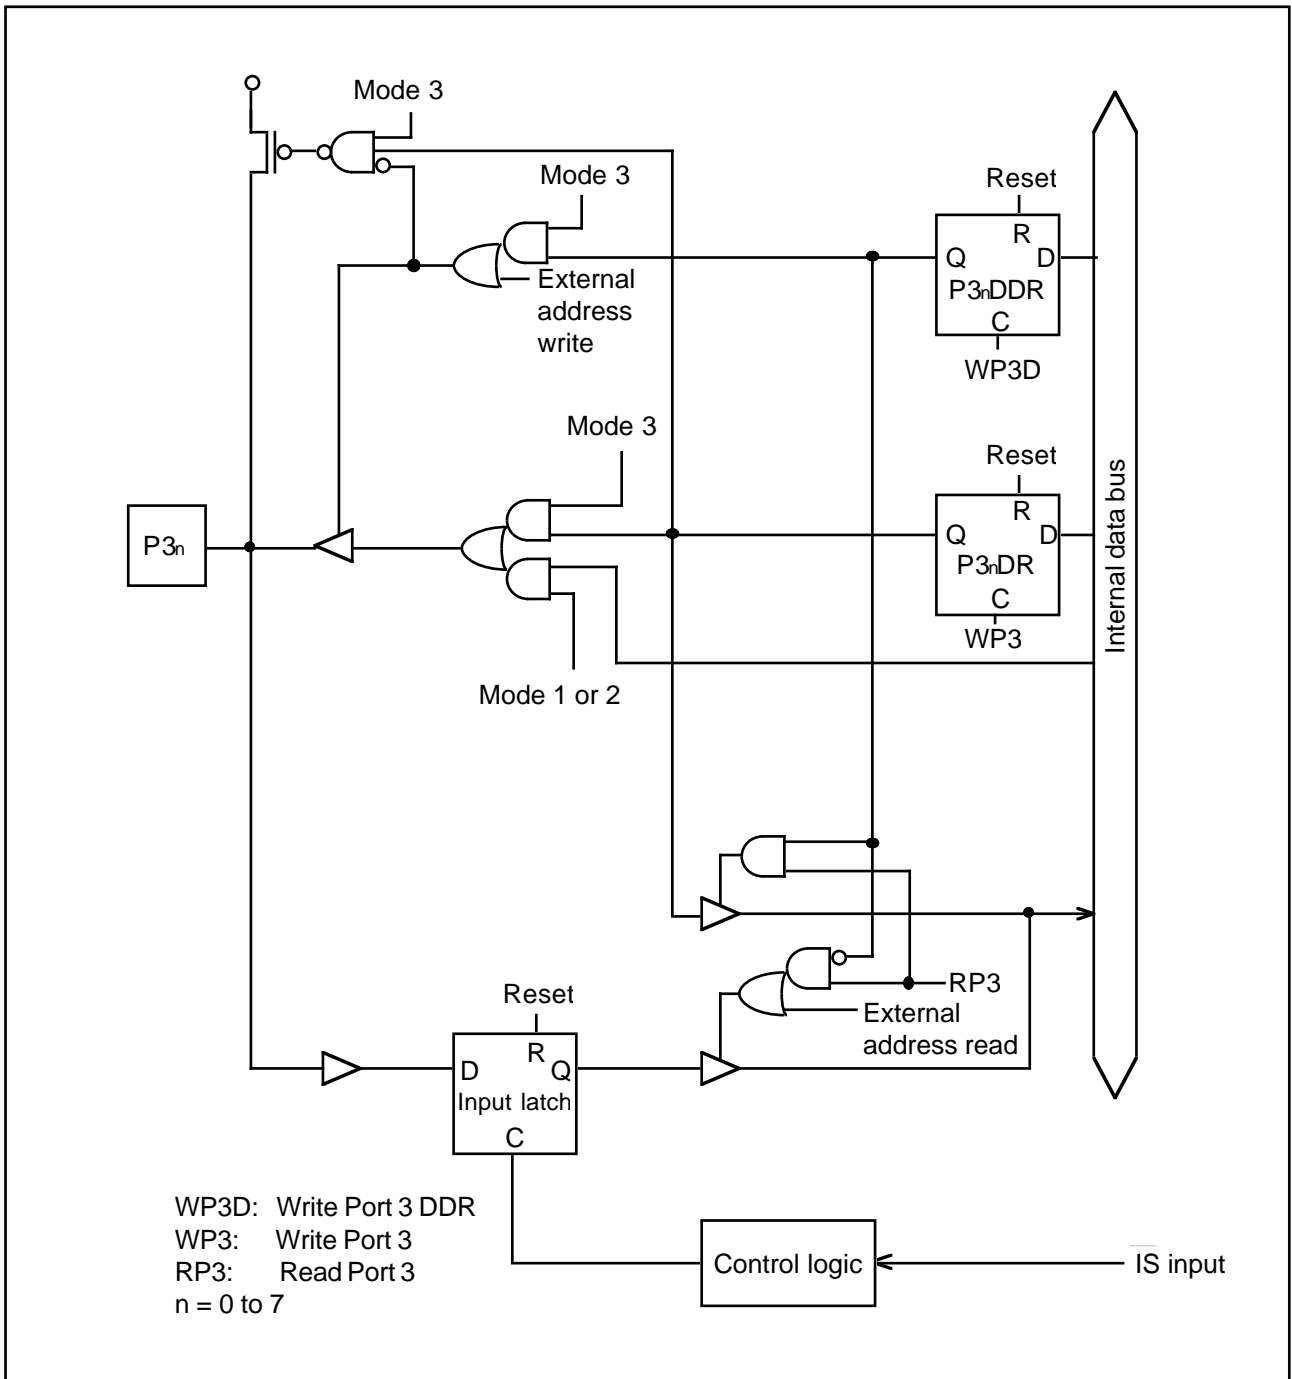 Mode 3
Mode 3
Reset
R
Q
D
P3nDDR
C
WP3D
External
address
write
Mode 3
Reset
R
Q
D
P3nDR
C
WP3
P3n
Internal data bus
Mode 1 or 2
RP3
External
address read
Reset
R
D
Q
Input latch
C
WP3D: Write Port 3 DDR
WP3: Write Port 3
RP3: Read Port 3
n = 0 to 7
Control logic
I̅S̅ input